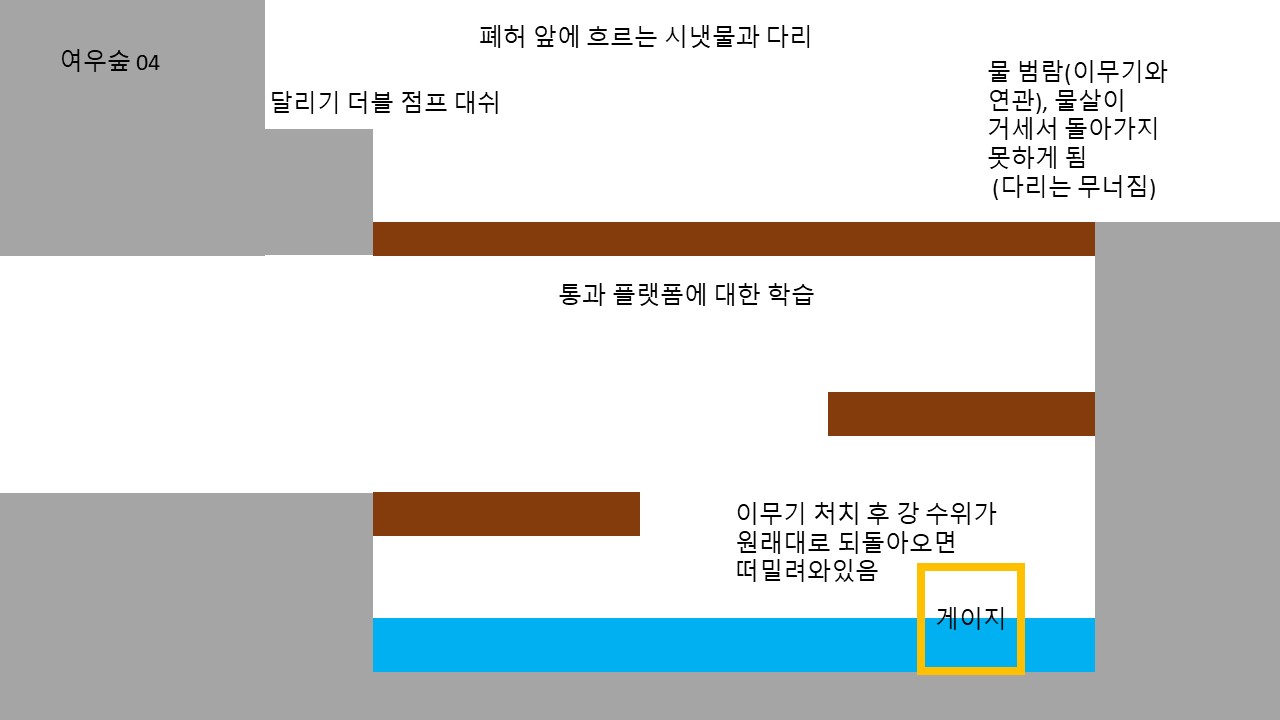 여우숲 04
폐허 앞에 흐르는 시냇물과 다리
달리기 더블 점프 대쉬
물 범람(이무기와
연관), 물살이
거세서 돌아가지
못하게 됨
(다리는 무너짐)
통과 플랫폼에 대한 학습
이무기 처치 후 강 수위가
원래대로 되돌아오면
떠밀려와있음
게이지